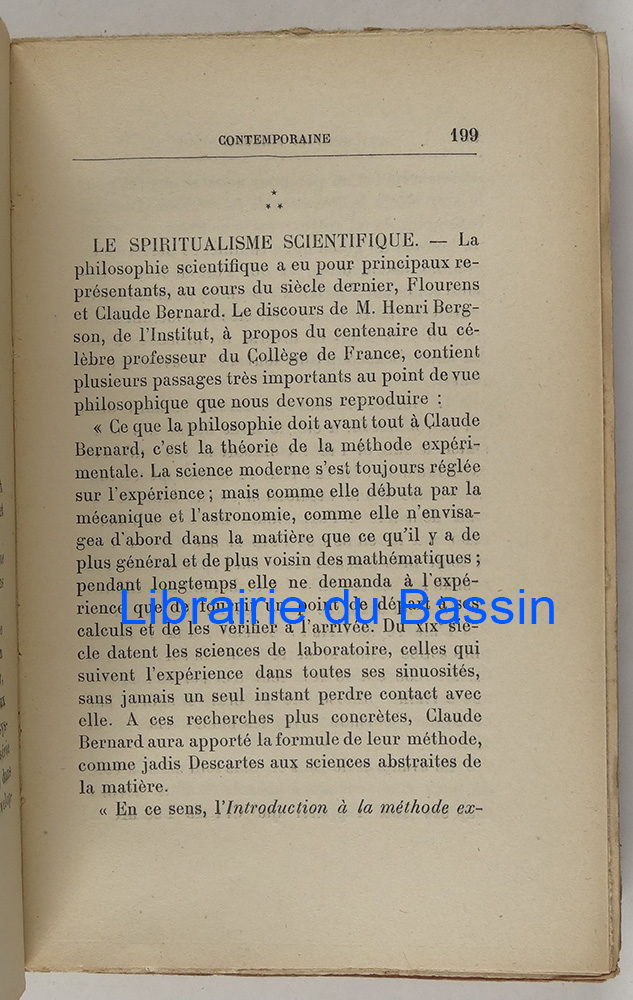 CONTEMPORAINE 199
LE SPIRITUALISME SCIENTIFIQUE. — La
philosophie scientifique a eu pour principaux re-
présentants, au cours du siècle dernier, Flourens
et Claude Bernard. Le discours de M. Henri Berg-
son, de l'Institut, à propos du centenaire du cé-
lèbre professeur du Collège de France, contient
plusieurs passages très importants au point de vue
philosophique que nous devons reproduire :
« Ce que la philosophie doit avant tout à Claude
Bernard, c'est la théorie de la méthode expéri-
mentale. La science moderne s'est toujours réglée
sur l'expérience ; mais comme elle débuta par la
mécanique et l'astronomie, comme elle n'envisa-
gea d'abord dans la matière que ce qu'il y a de
plus général et de plus voisin des mathématiques ;
pendant longtemps elle ne demanda à l'expé-
rience que de fournir un point de départ à ses
Librairie du Bassin
calculs et de les vérifier à l'arrivée. Du XIXe siè-
cle datent les sciences de laboratoire, celles qui
suivent l'expérience dans toutes ses sinuosités,
sans jamais un seul instant perdre contact avec
elle. A ces recherches plus concrètes, Claude
Bernard aura apporté la formule de leur méthode,
comme jadis Descartes aux sciences abstraites de
la matière.
« En ce sens, l'Introduction à la méthode ex-